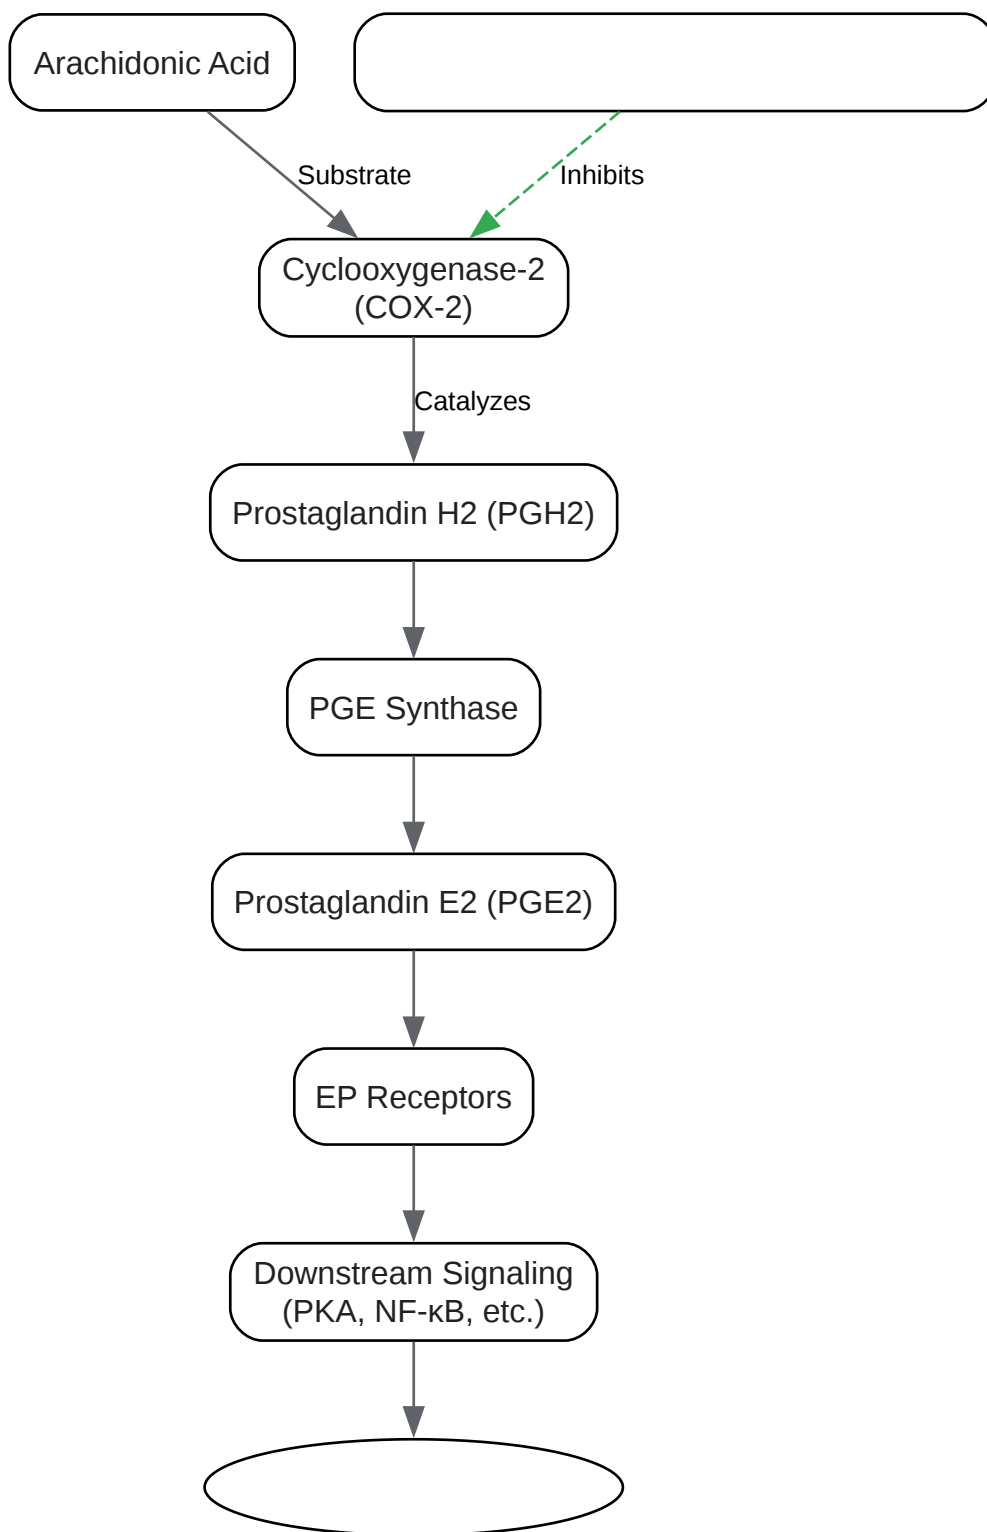 Arachidonic Acid
Substrate
Inhibits
Cyclooxygenase-2
(COX-2)
Catalyzes
Prostaglandin H2 (PGH2)
PGE Synthase
Prostaglandin E2 (PGE2)
EP Receptors
Downstream Signaling
(PKA, NF-κB, etc.)